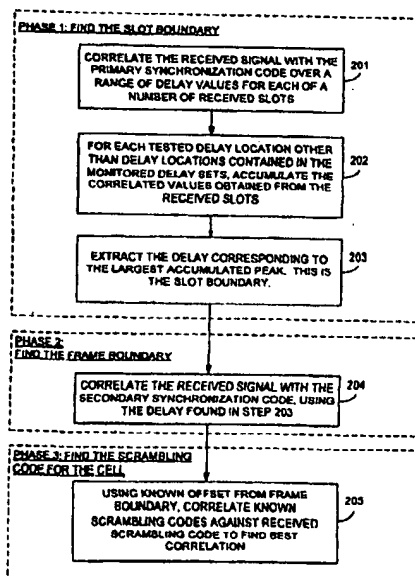 PHASE 1: FIND THE SLOT BOUNDARY
CORRELATE THE RECEIVED SIGNAL WITH THE
PRIMARY SYNCHRONIZATION CODE OVER A
RANGE OF DELAY VALUES FOR EACH OF A
NUMBER OF RECEIVED SLOTS
201
FOR EACH TESTED DELAY LOCATION OTHER
THAN DELAY LOCATIONS CONTAINED IN THE
MONITORED DELAY SETS, ACCUMULATE THE
CORRELATED VALUES OBTAINED FROM THE
RECEIVED SLOTS
202
EXTRACT THE DELAY CORRESPONDING TO
THE LARGEST ACCUMULATED PEAK. THIS IS
THE SLOT BOUNDARY.
203
PHASE 2:
FIND THE FRAME BOUNDARY
CORRELATE THE RECEIVED SIGNAL WITH THE
SECONDARY SYNCHRONIZATION CODE, USING
THE DELAY FOUND IN STEP 203
204
PHASE 3: FIND THE SCRAMBLING
CODE FOR THE CELL
USING KNOWN OFFSET FROM FRAME
BOUNDARY, CORRELATE KNOWN
SCRAMBLING CODES AGAINST RECEIVED
SCRAMBLING CODE TO FIND BEST
CORRELATION
205